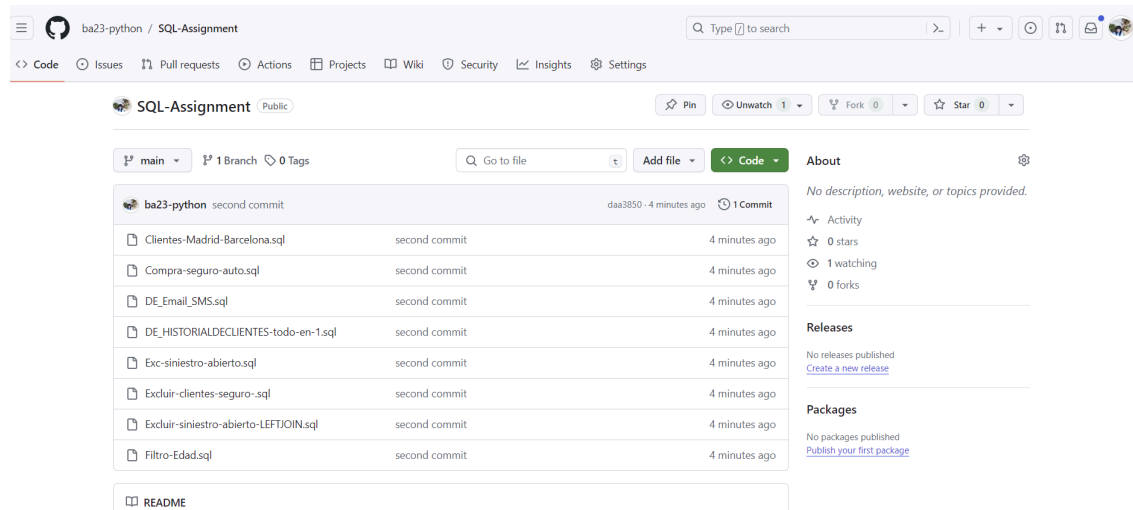 ba23-python / SQL-Assignment
Type / to search
Code Issues Pull requests Actions Projects Wiki Security Insights Settings
SQL-Assignment Public
Pin Unwatch 1 Fork 0 Star 0
main 1 Branch 0 Tags Go to file t Add file Code
ba23-python second commit daa3850 · 4 minutes ago 1 Commit
Clientes-Madrid-Barcelona.sql second commit 4 minutes ago
Compra-seguro-auto.sql second commit 4 minutes ago
DE_Email_SMS.sql second commit 4 minutes ago
DE_HISTORIALDECLIENTES-todo-en-1.sql second commit 4 minutes ago
Exc-siniestro-abierto.sql second commit 4 minutes ago
Excluir-clientes-seguro-.sql second commit 4 minutes ago
Excluir-siniestro-abierto-LEFTJOIN.sql second commit 4 minutes ago
Filtro-Edad.sql second commit 4 minutes ago
README
About
No description, website, or topics provided.
Activity
0 stars
1 watching
0 forks
Releases
No releases published
Create a new release
Packages
No packages published
Publish your first package